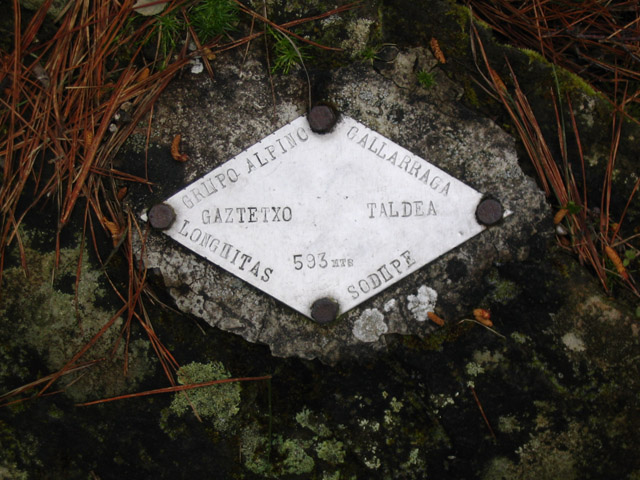 GRUPO ALPINO GALLARRAGA
GAZTETXO TALDEA
LONGUITAS 593 MTS SODUPE